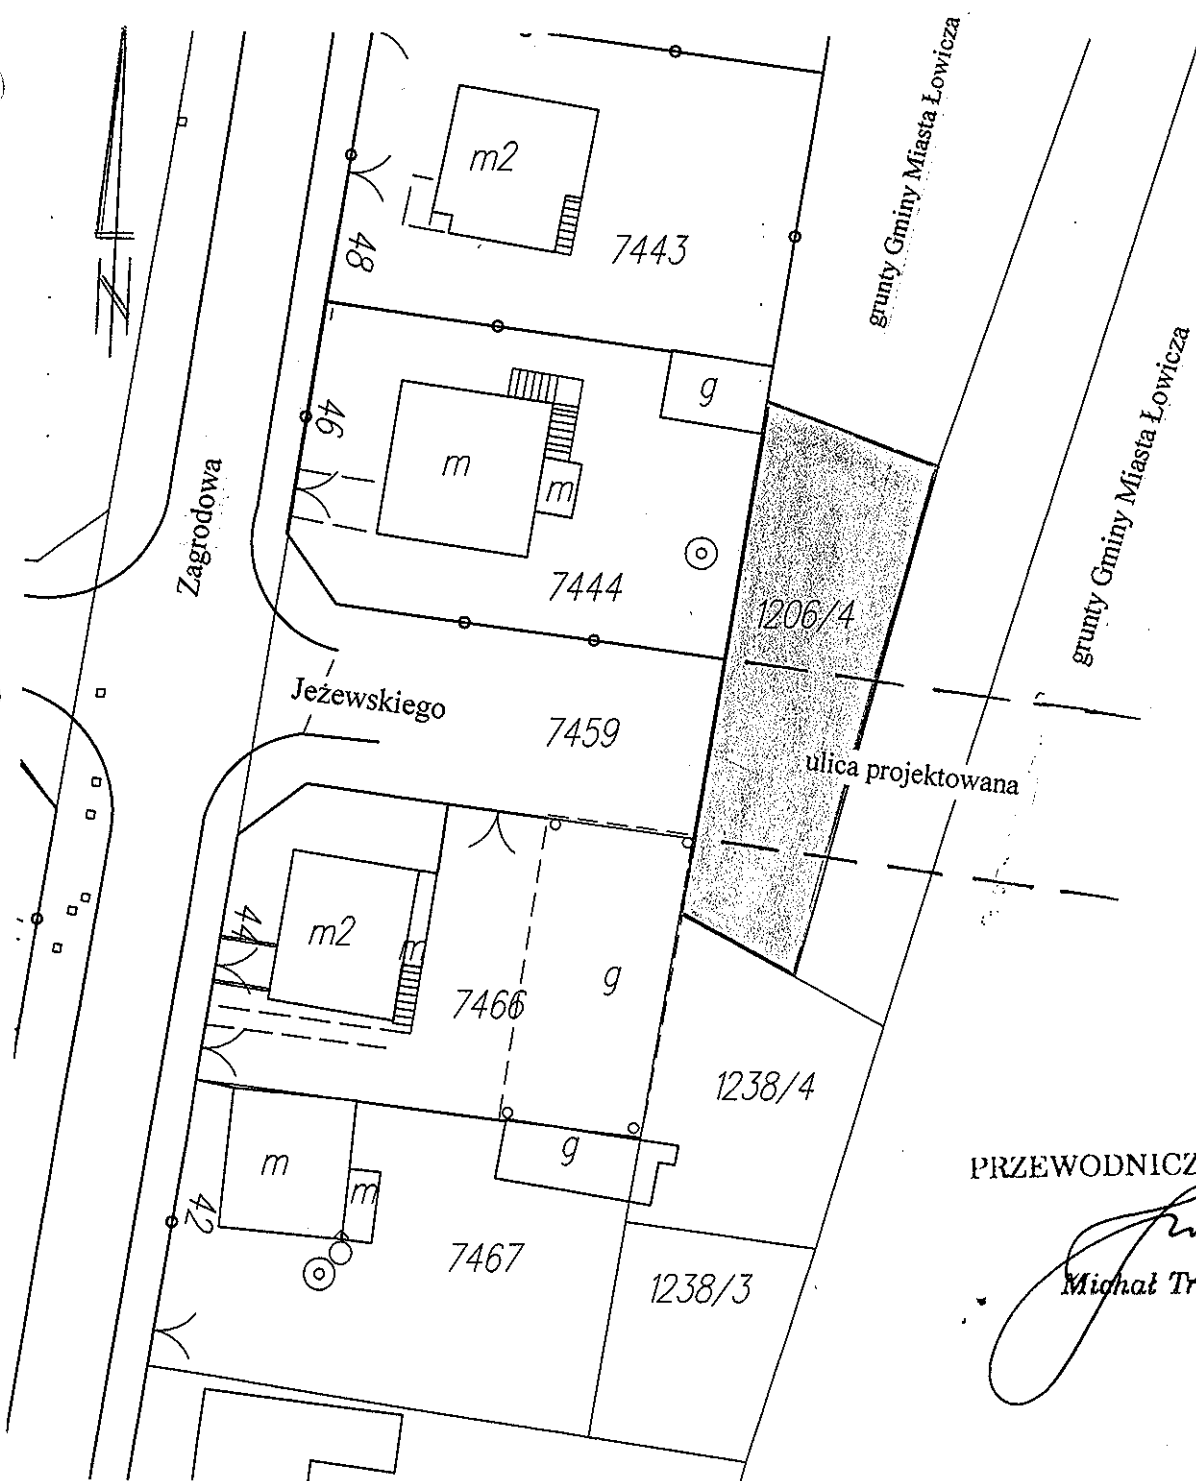 grunty Gminy Miasta Łowicza
m2
48
7443
N
g
46
m
m
grunty Gminy Miasta Łowicza
Zagrodowa
7444
1206/4
Jeżewskiego
7459
ulica projektowana
44
m2
m
7466
g
1238/4
g
m
m
PRZEWODNICZ
42
7467
1238/3
Michał Tr